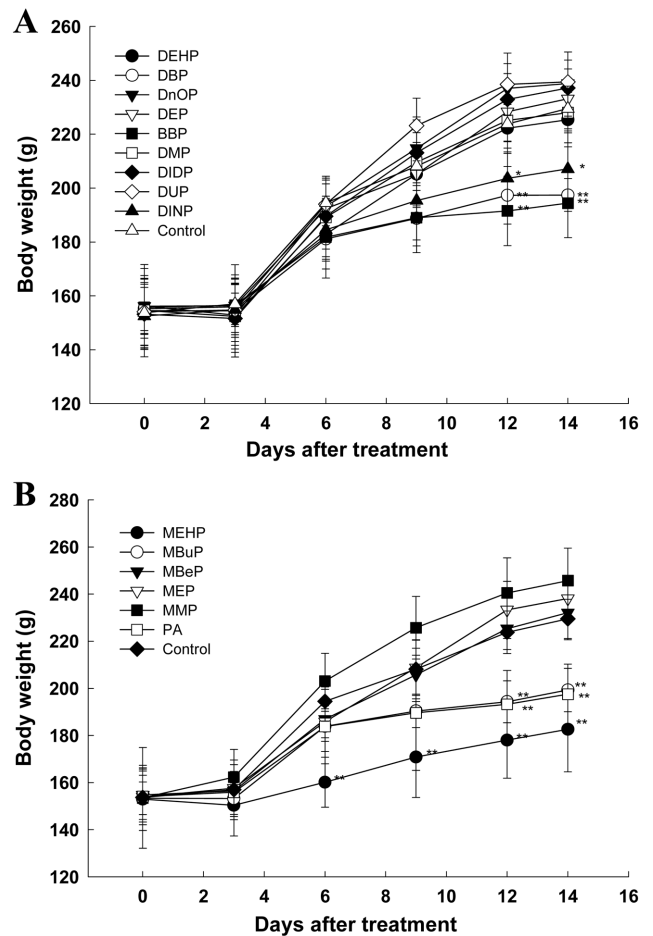 A
260
240
220
200
180
160
140
120
Body weight (g)
DEHP
DBP
DnOP
DEP
BBP
DMP
DIDP
DUP
DINP
Control
*
*
**
**
**
**
0 2 4 6 8 10 12 14 16
Days after treatment
B
280
260
240
220
200
180
160
140
120
Body weight (g)
MEHP
MBuP
MBeP
MEP
MMP
PA
Control
**
**
**
**
**
**
**
**
0 2 4 6 8 10 12 14 16
Days after treatment